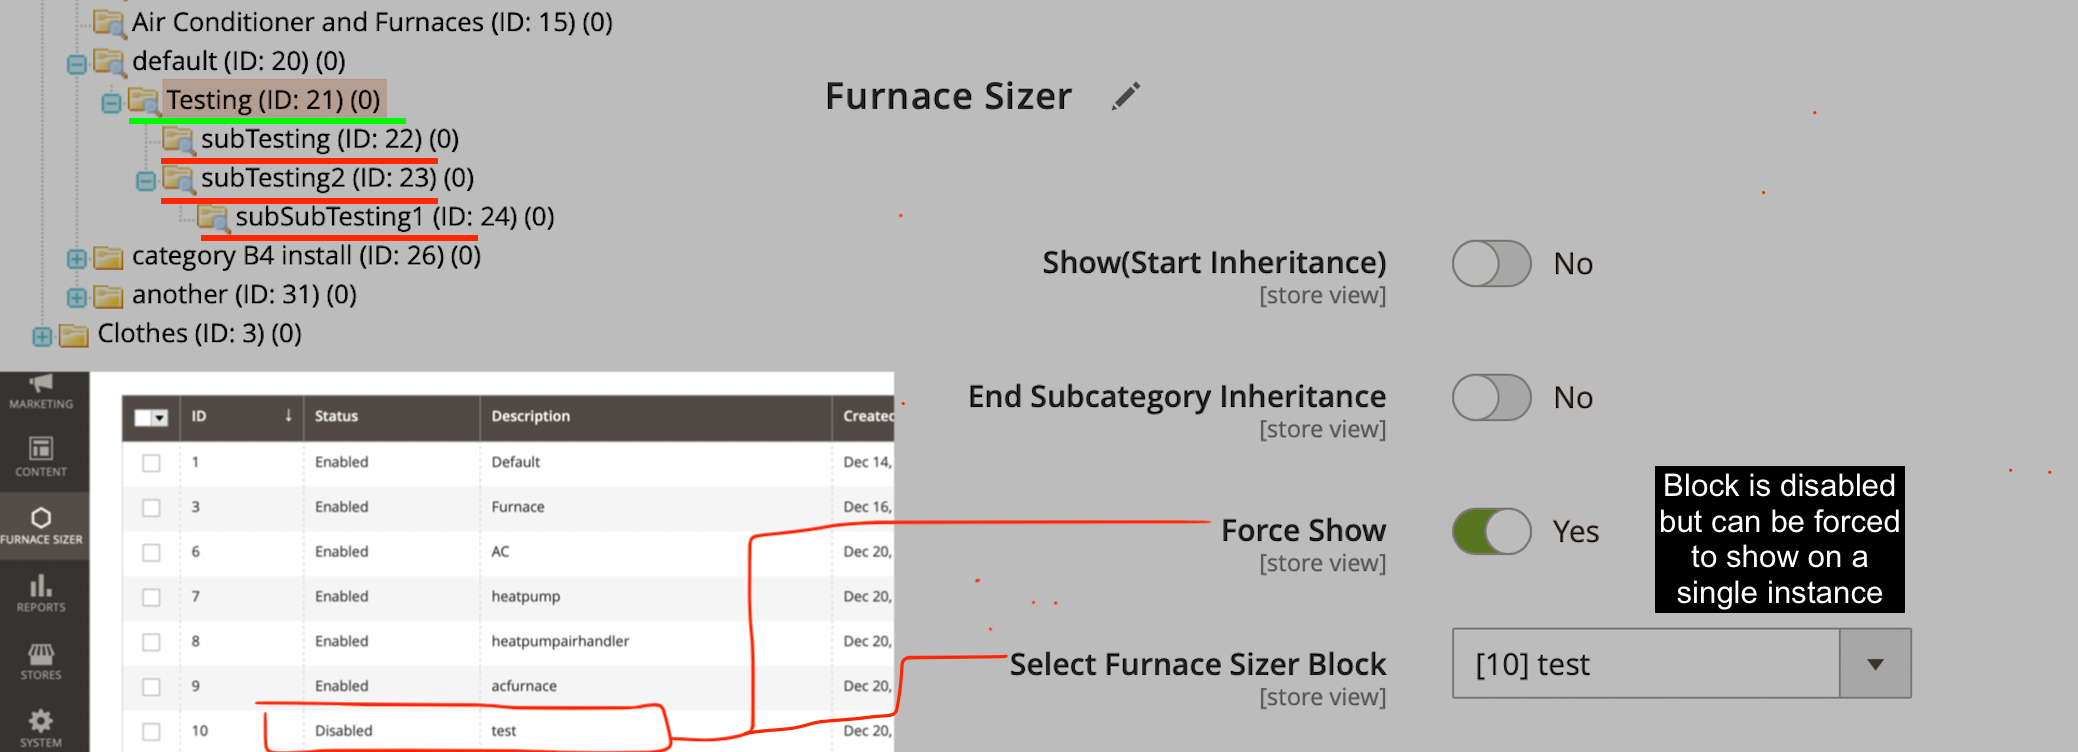 Air Conditioner and Furnaces (ID: 15) (0)
default (ID: 20) (0)
Testing (ID: 21) (0)
subTesting (ID: 22) (0)
subTesting2 (ID: 23) (0)
subSubTesting1 (ID: 24) (0)
category B4 install (ID: 26) (0)
another (ID: 31) (0)
Clothes (ID: 3) (0)
MARKETING
CONTENT
FURNACE SIZER
REPORTS
STORES
SYSTEM
ID ↓ Status Description Created
1 Enabled Default Dec 14,
3 Enabled Furnace Dec 16,
6 Enabled AC Dec 20,
7 Enabled heatpump Dec 20,
8 Enabled heatpumpairhandler Dec 20,
9 Enabled acfurnace Dec 20,
10 Disabled test Dec 20,
Furnace Sizer
Show(Start Inheritance) No
[store view]
End Subcategory Inheritance No
[store view]
Force Show Yes
[store view]
Select Furnace Sizer Block [10] test
[store view]
Block is disabled
but can be forced
to show on a
single instance